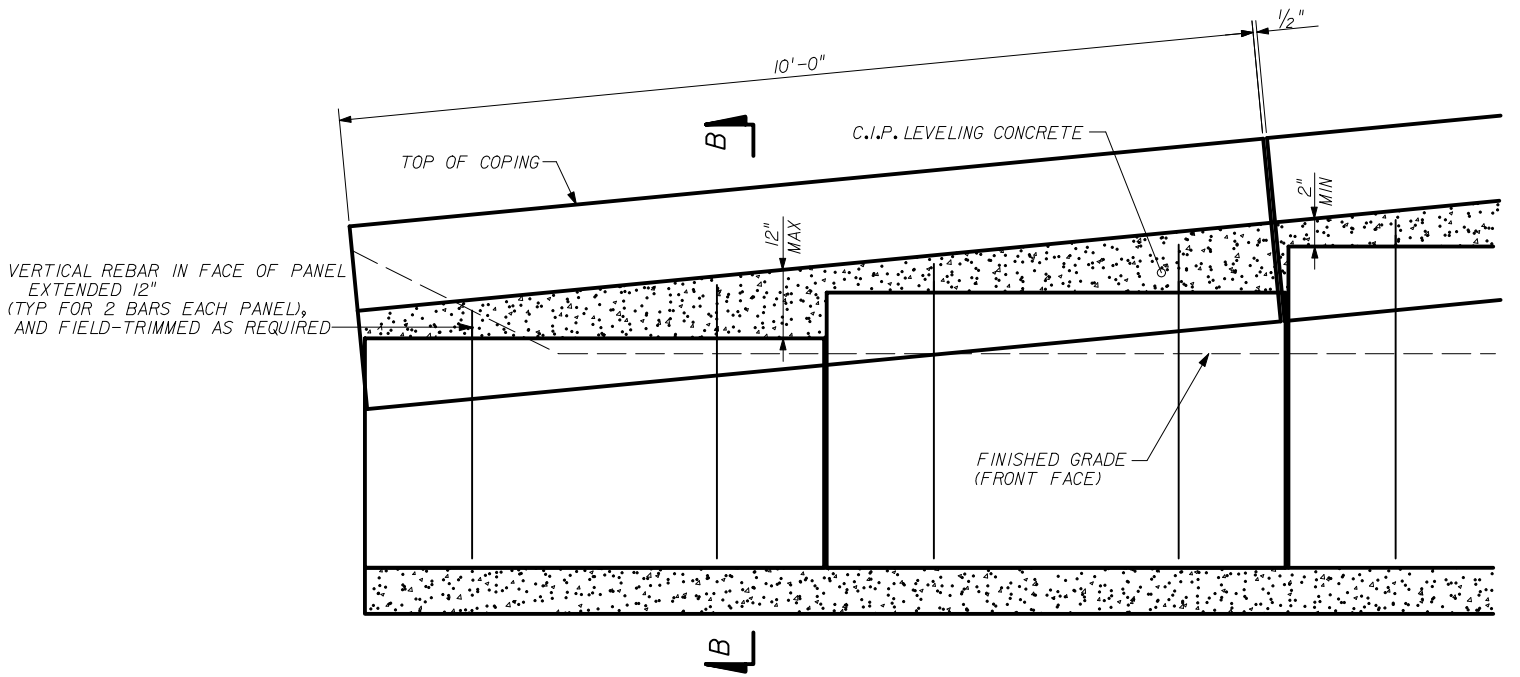 1/2"
10'-0"
B
C.I.P. LEVELING CONCRETE
TOP OF COPING
2"
MIN
12"
MAX
VERTICAL REBAR IN FACE OF PANEL
EXTENDED 12"
(TYP FOR 2 BARS EACH PANEL),
AND FIELD-TRIMMED AS REQUIRED
FINISHED GRADE
(FRONT FACE)
B